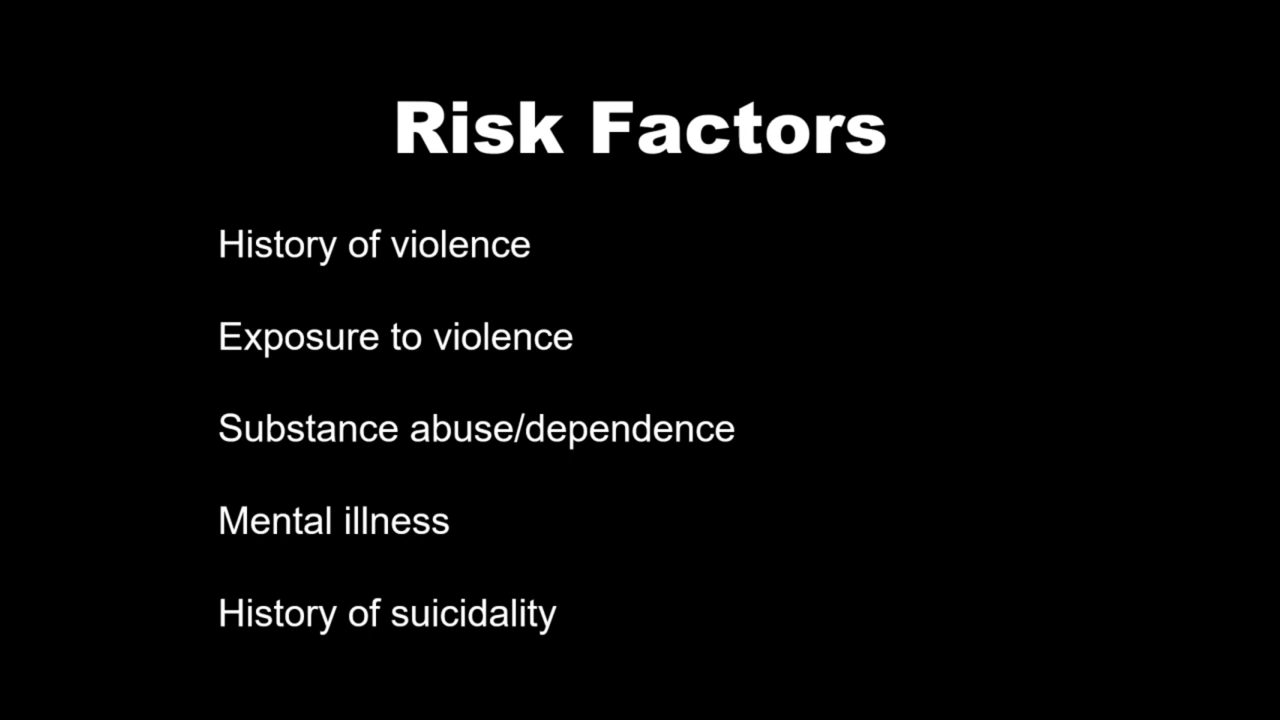 Risk Factors
History of violence
Exposure to violence
Substance abuse/dependence
Mental illness
History of suicidality